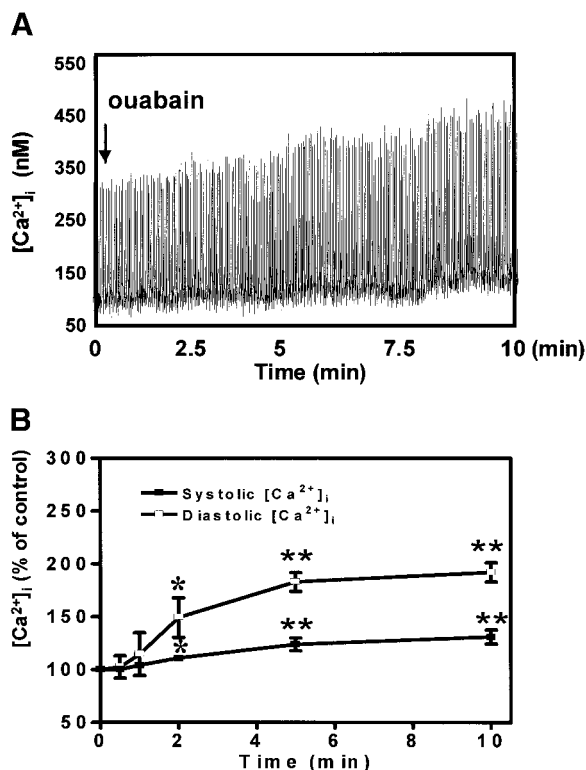 A
550
450
350
250
150
50
[Ca²⁺]ᵢ (nM)
ouabain
0 2.5 5 7.5 10 (min)
Time (min)
B
300
250
200
150
100
50
[Ca²⁺]ᵢ (% of control)
Systolic [Ca²⁺]ᵢ
Diastolic [Ca²⁺]ᵢ
* ** **
* ** **
0 2 4 6 8 10
Time (min)